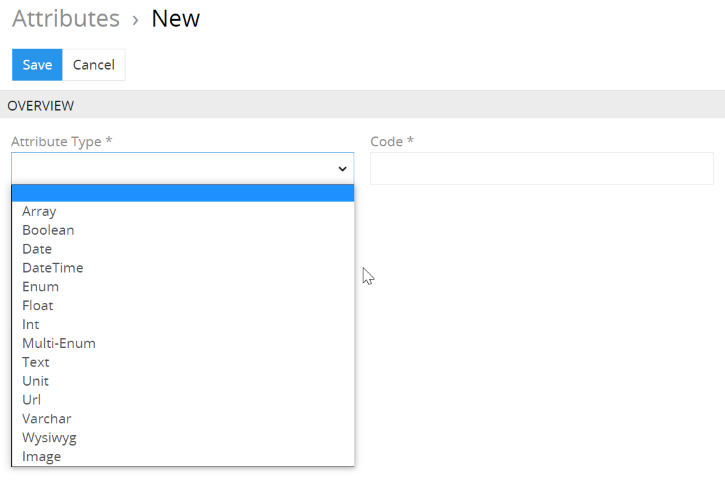 Attributes › New
Save Cancel
OVERVIEW
Attribute Type * Code *
Array
Boolean
Date
DateTime
Enum
Float
Int
Multi-Enum
Text
Unit
Url
Varchar
Wysiwyg
Image